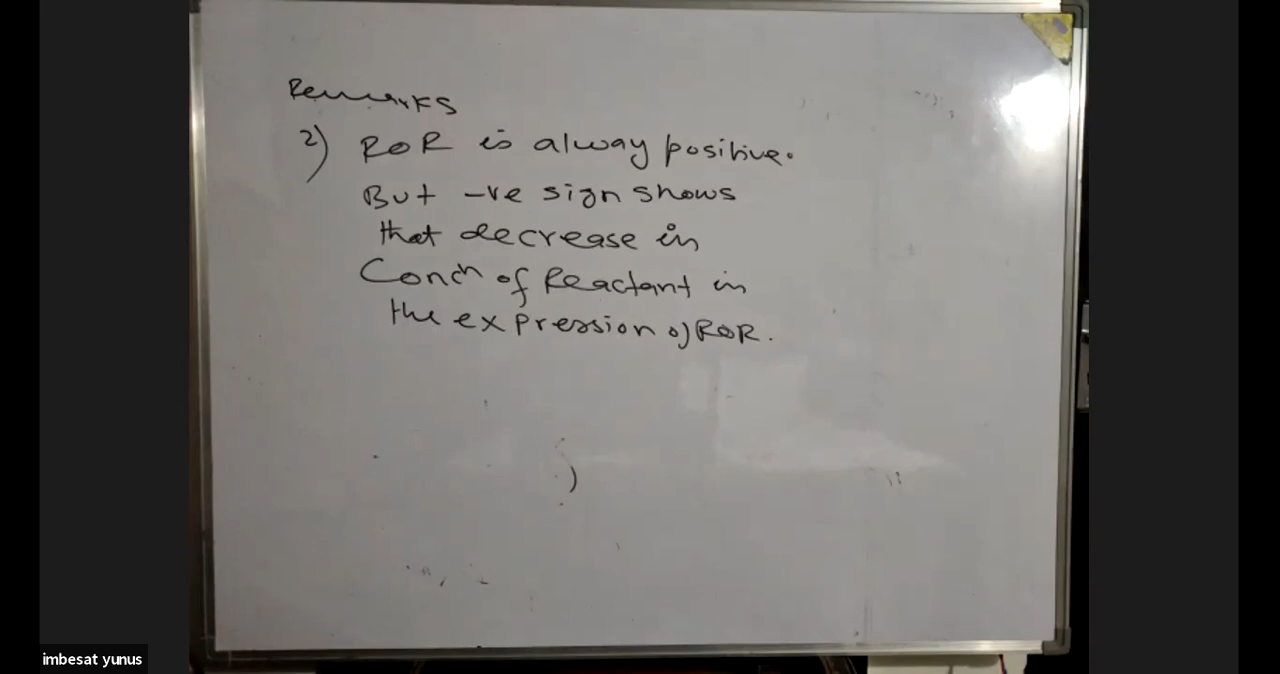 Remarks
2) ROR is alway positive.
But -ve sign shows
that decrease in
Concn of Reactant in
the expression of ROR.
imbesat yunus